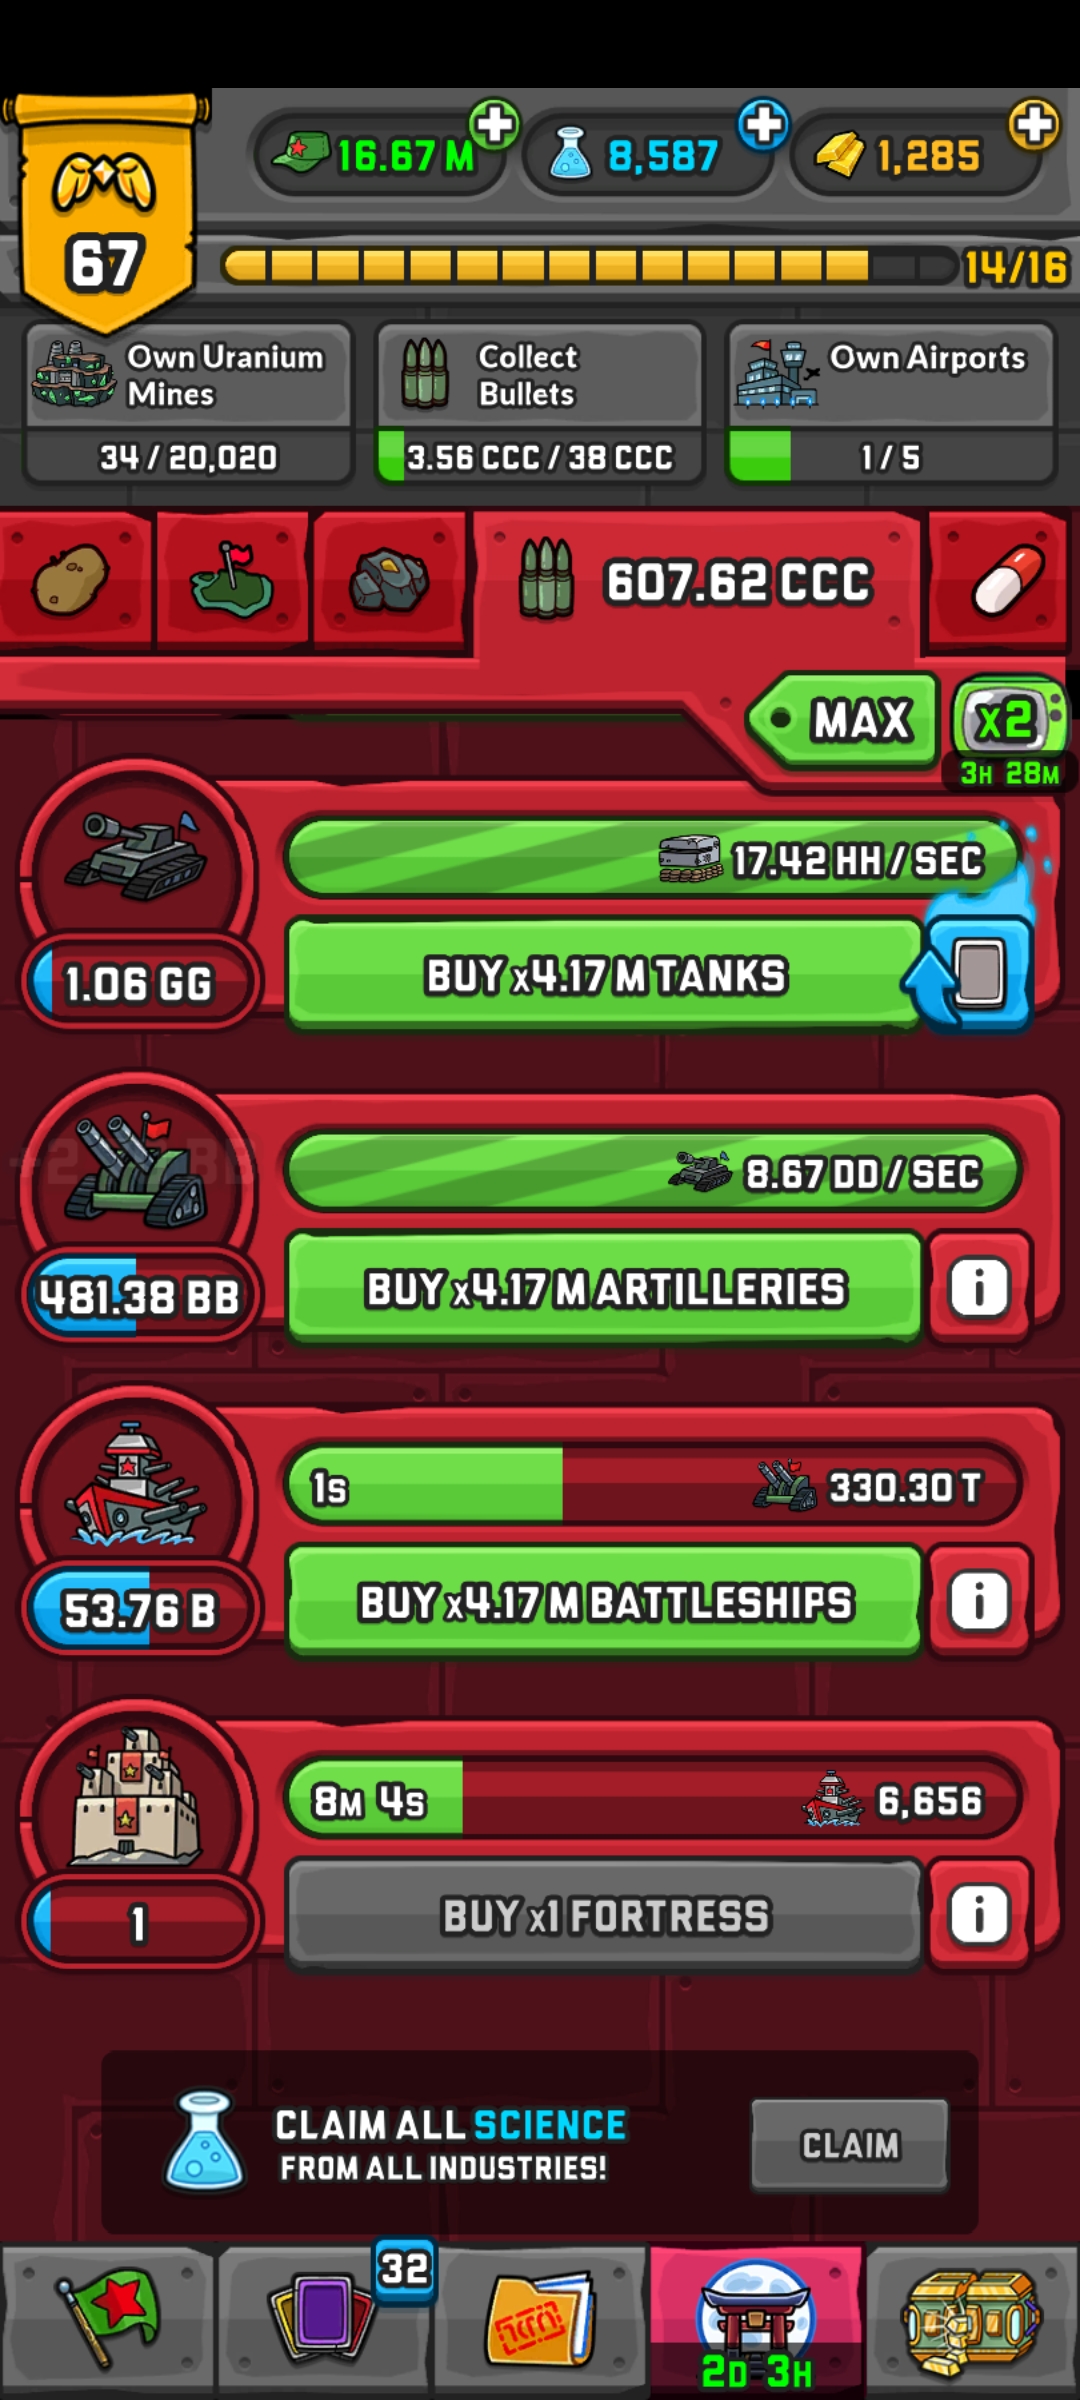 16.67 M
8,587
1,285
67
14/16
Own Uranium
Mines
34 / 20,020
Collect
Bullets
3.56 CCC / 38 CCC
Own Airports
1 / 5
607.62 CCC
MAX
x2
3H 28M
17.42 HH / SEC
1.06 GG
BUY x4.17 M TANKS
8.67 DD / SEC
481.38 BB
BUY x4.17 M ARTILLERIES
i
1S
330.30 T
53.76 B
BUY x4.17 M BATTLESHIPS
i
8M 4S
6,656
1
BUY x1 FORTRESS
i
CLAIM ALL SCIENCE
FROM ALL INDUSTRIES!
CLAIM
32
2D 3H